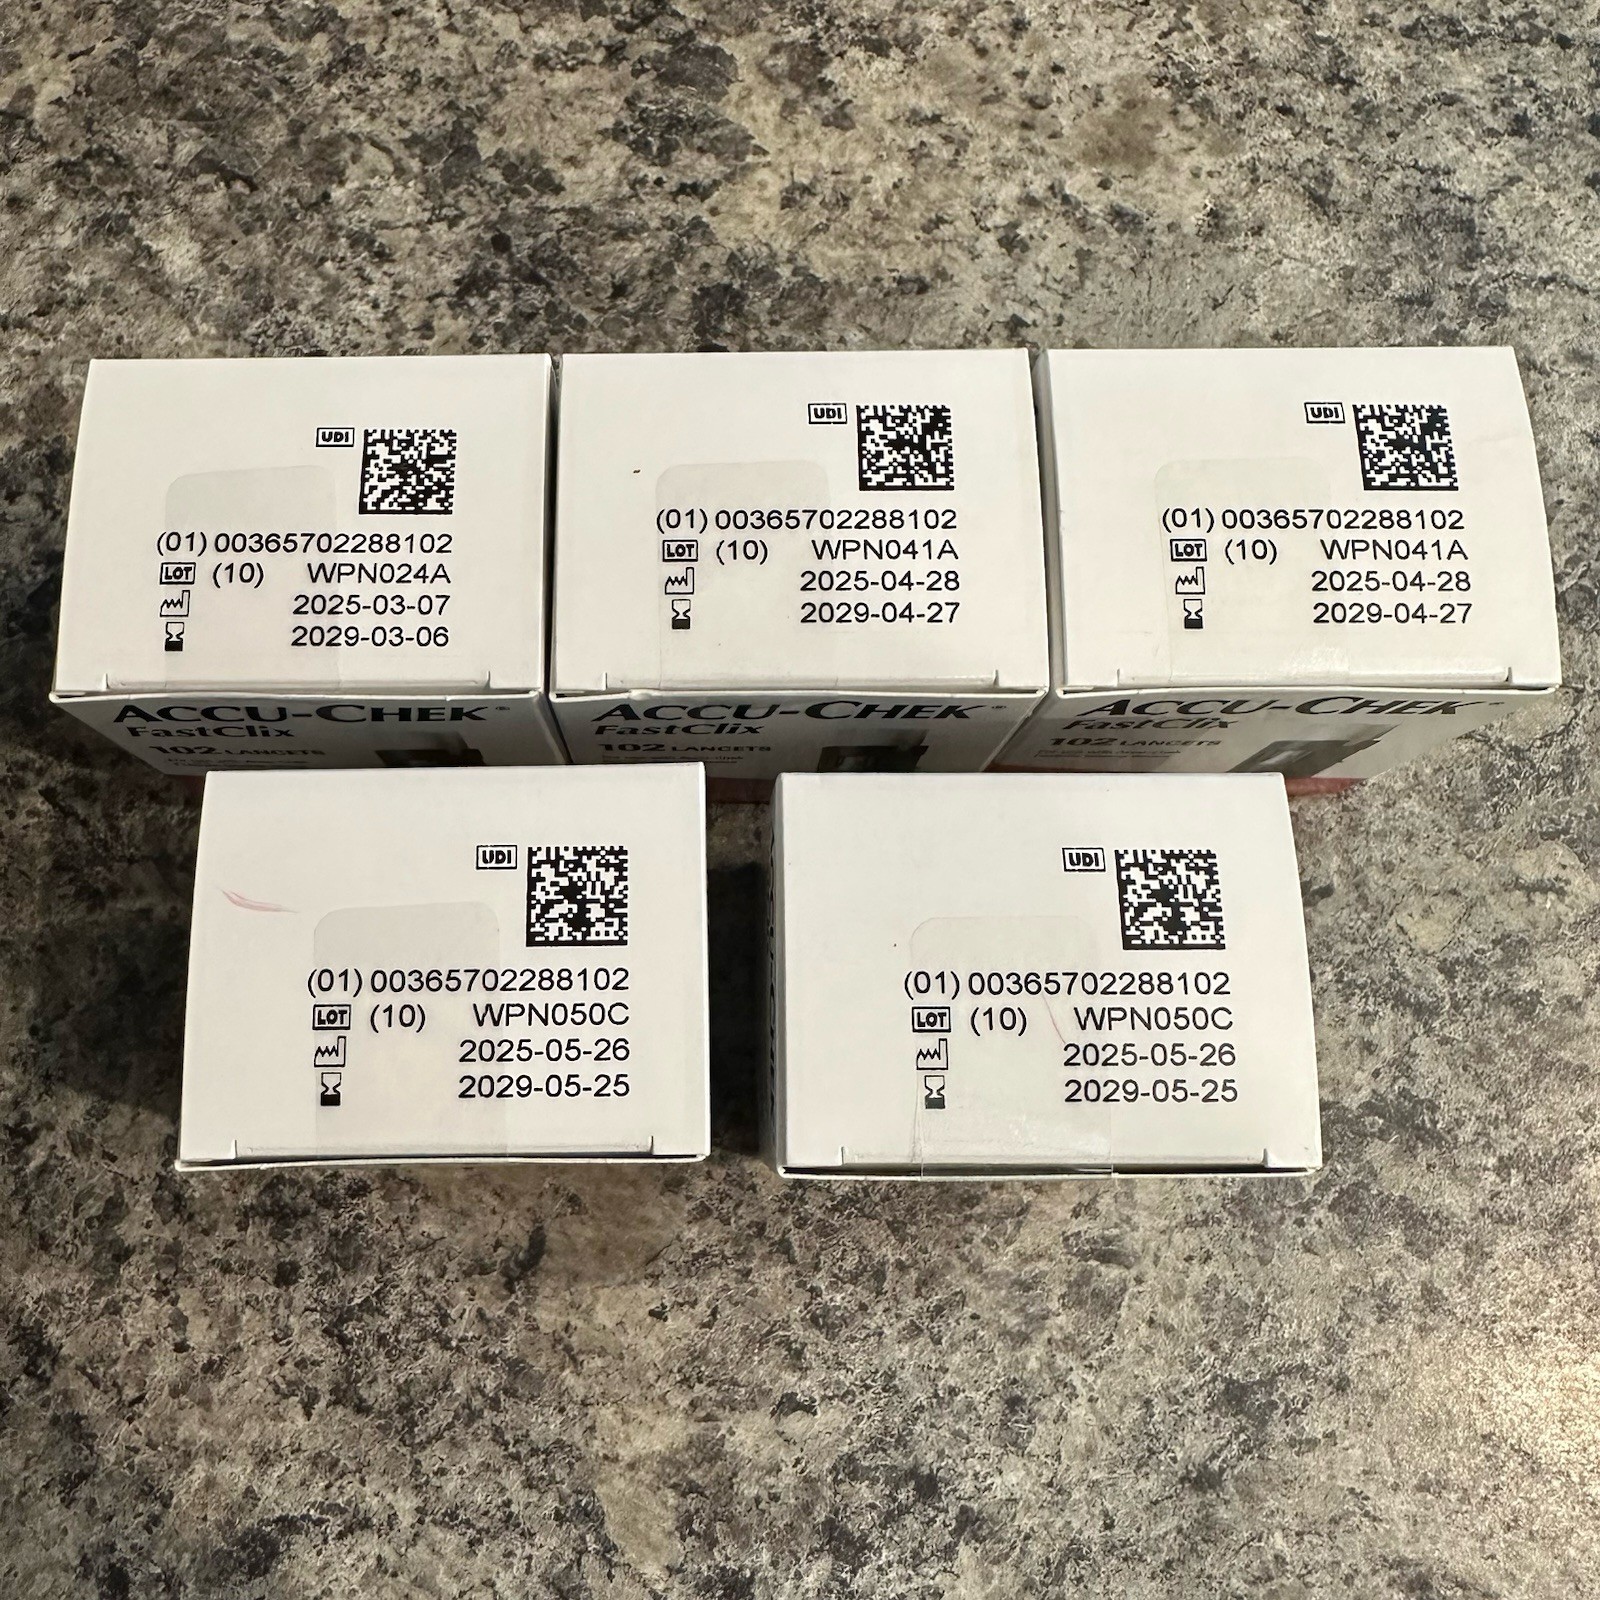 UDI
(01) 00365702288102
LOT (10) WPN024A
2025-03-07
2029-03-06
ACCU-CHEK®
FastClix
102 LANCETS
UDI
(01) 00365702288102
LOT (10) WPN041A
2025-04-28
2029-04-27
ACCU-CHEK®
FastClix
102 LANCETS
UDI
(01) 00365702288102
LOT (10) WPN041A
2025-04-28
2029-04-27
ACCU-CHEK®
FastClix
102 LANCETS
UDI
(01) 00365702288102
LOT (10) WPN050C
2025-05-26
2029-05-25
UDI
(01) 00365702288102
LOT (10) WPN050C
2025-05-26
2029-05-25